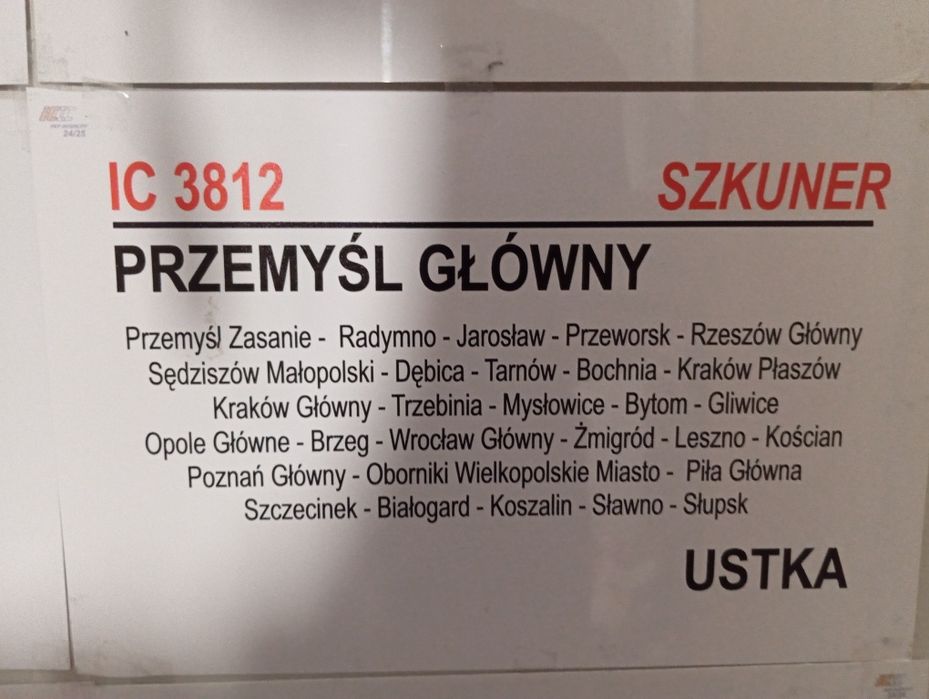 24/25
IC 3812 SZKUNER
PRZEMYŚL GŁÓWNY
Przemyśl Zasanie - Radymno - Jarosław - Przeworsk - Rzeszów Główny
Sędziszów Małopolski - Dębica - Tarnów - Bochnia - Kraków Płaszów
Kraków Główny - Trzebinia - Mysłowice - Bytom - Gliwice
Opole Główne - Brzeg - Wrocław Główny - Żmigród - Leszno - Kościan
Poznań Główny - Oborniki Wielkopolskie Miasto - Piła Główna
Szczecinek - Białogard - Koszalin - Sławno - Słupsk
USTKA